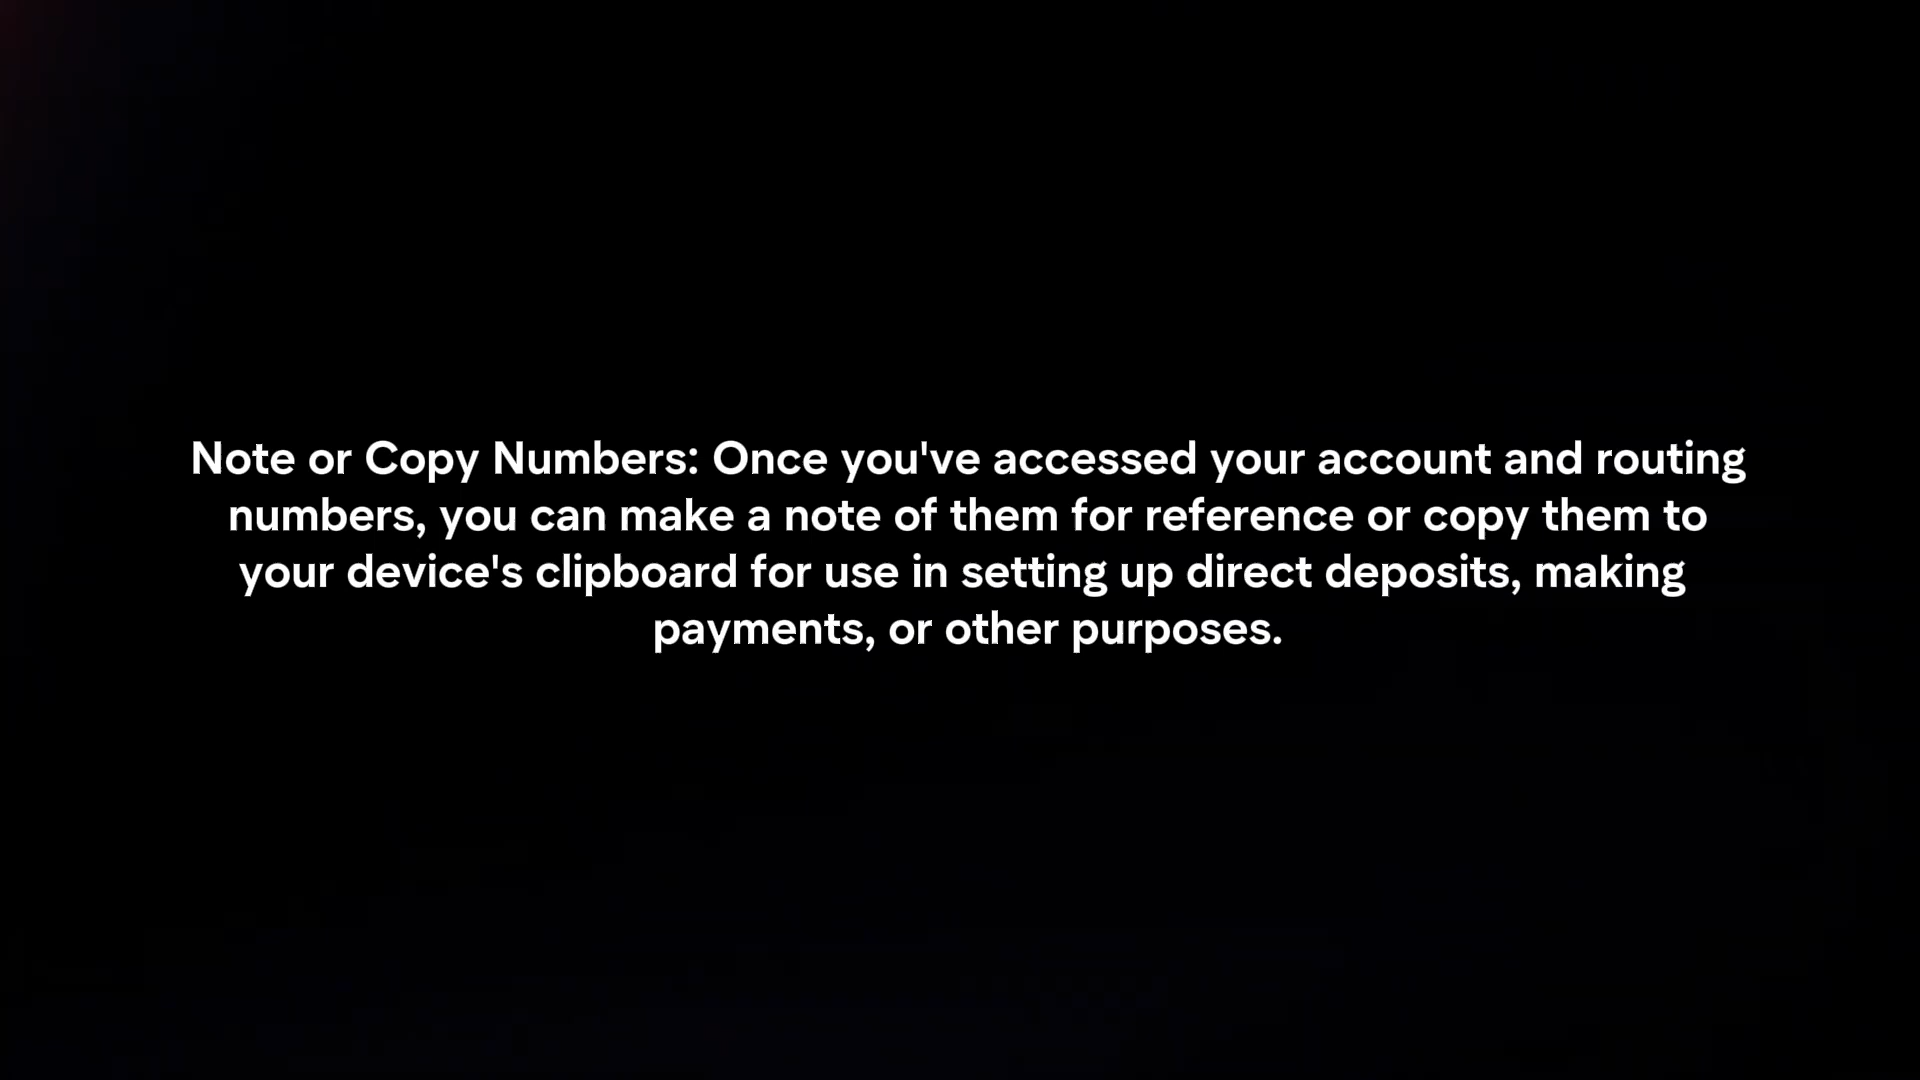 Note or Copy Numbers: Once you've accessed your account and routing
numbers, you can make a note of them for reference or copy them to
your device's clipboard for use in setting up direct deposits, making
payments, or other purposes.